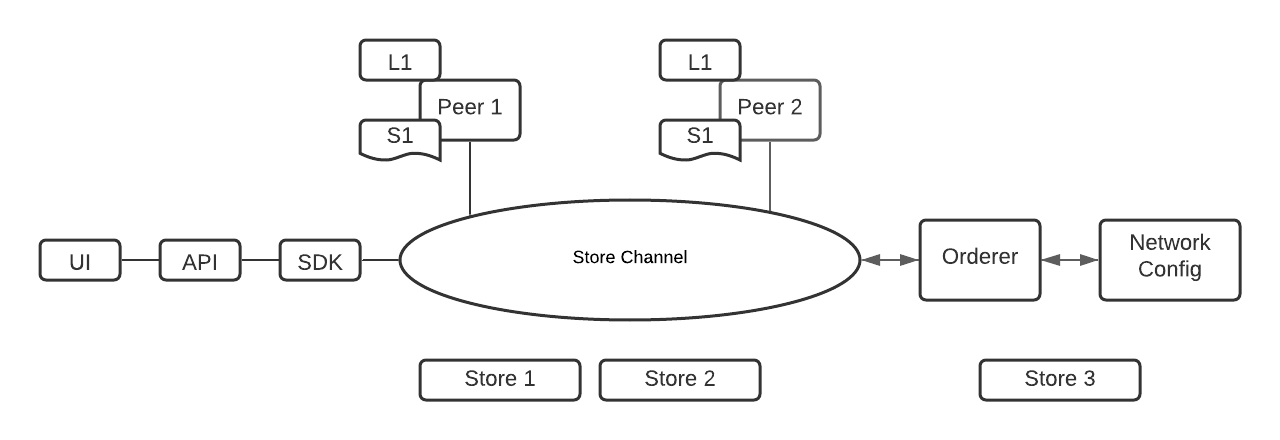 L1
L1
Peer 1
Peer 2
S1
S1
UI
API
SDK
Store Channel
Orderer
Network
Config
Store 1
Store 2
Store 3